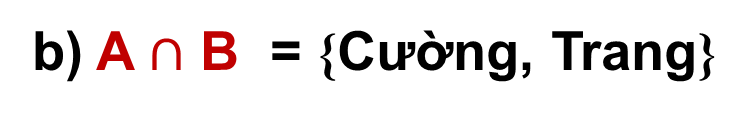 b) A ∩ B = {Cường, Trang}